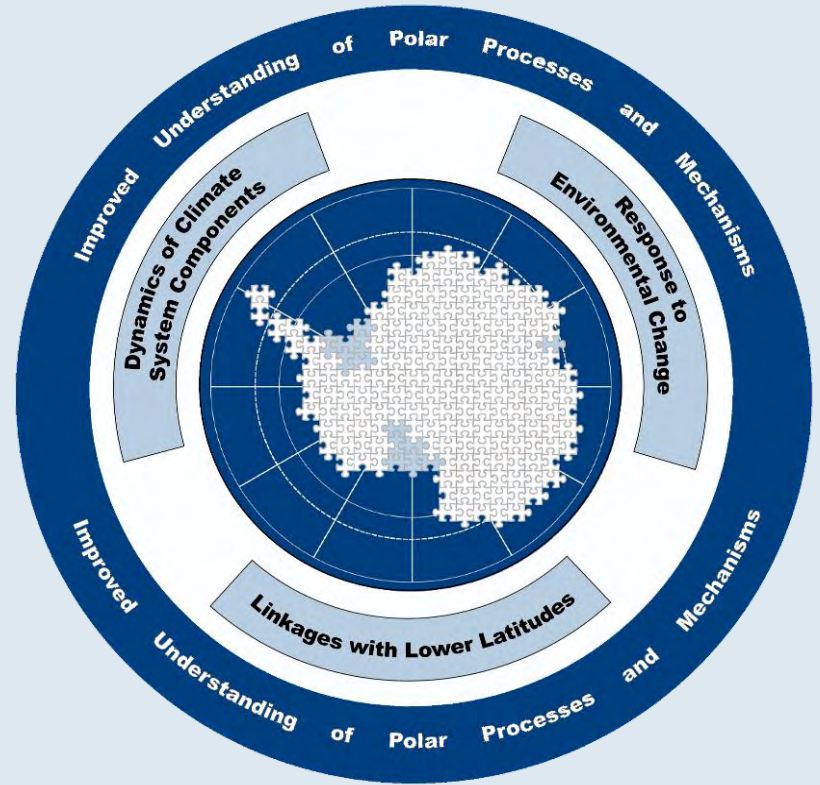 Improved Understanding of Polar Processes and Mechanisms
Dynamics of Climate
System Components
Response to
Environmental Change
Linkages with Lower Latitudes
Improved Understanding of Polar Processes and Mechanisms